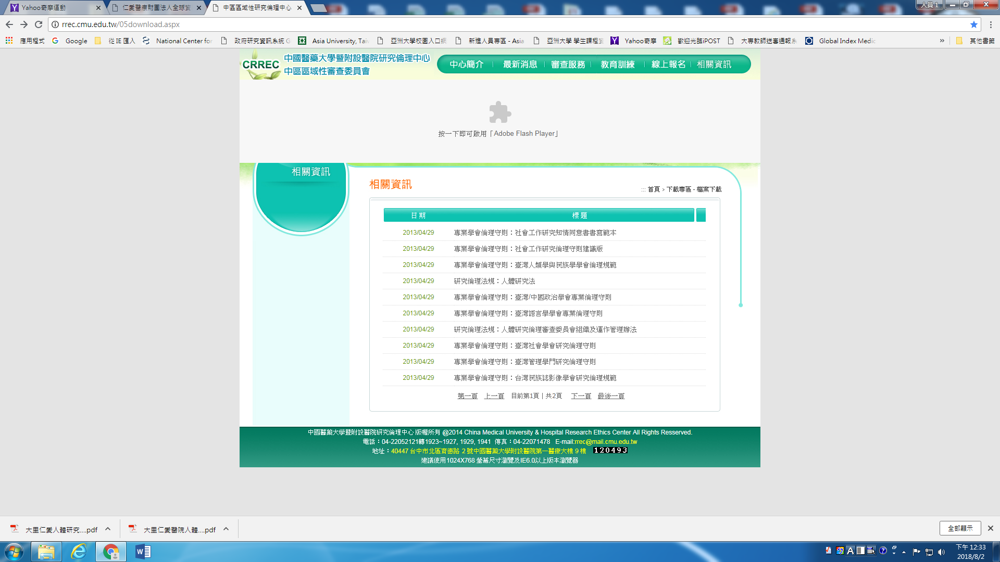 Yahoo奇摩運動
仁愛醫療財團法人全球資
中區區域性研究倫理中心
人員 1
rrec.cmu.edu.tw/05download.aspx
應用程式
Google
從 IE 匯入
National Center for
政府研究資訊系統 G
Asia University, Tai
亞洲大學校園入口網
新進人員專區 - Asia
亞洲大學 學生課程資
Yahoo奇摩
歡迎光臨iPOST
大專教師送審通報系
Global Index Medic
»
其他書籤
CRREC
中國醫藥大學暨附設醫院研究倫理中心
中區區域性審查委員會
中心簡介
最新消息
審查服務
教育訓練
線上報名
相關資訊
按一下即可啟用「Adobe Flash Player」
相關資訊
相關資訊
::: 首頁 > 下載專區 - 檔案下載
日 期
標 題
2013/04/29 專業學會倫理守則：社會工作研究知情同意書書寫範本
2013/04/29 專業學會倫理守則：社會工作研究倫理守則建議版
2013/04/29 專業學會倫理守則：臺灣人類學與民族學學會倫理規範
2013/04/29 研究倫理法規：人體研究法
2013/04/29 專業學會倫理守則：臺灣/中國政治學會專業倫理守則
2013/04/29 專業學會倫理守則：臺灣語言學學會專業倫理守則
2013/04/29 研究倫理法規：人體研究倫理審查委員會組織及運作管理辦法
2013/04/29 專業學會倫理守則：臺灣社會學會研究倫理守則
2013/04/29 專業學會倫理守則：臺灣管理學門研究倫理守則
2013/04/29 專業學會倫理守則：台灣民族誌影像學會研究倫理規範
第一頁 上一頁 目前第1頁｜共2頁 下一頁 最後一頁
中國醫藥大學暨附設醫院研究倫理中心 版權所有 @2014 China Medical University & Hospital Research Ethics Center All Rights Resserved.
電話：04-22052121轉1923~1927, 1929, 1941 傳真：04-22071478 E-mail:rrec@mail.cmu.edu.tw
地址：40447 台中市北區育德路 2 號中國醫藥大學附設醫院第一醫療大樓 9 樓 120493
建議使用1024X768 螢幕尺寸瀏覽及IE6.0以上版本瀏覽器
大里仁愛人體研究....pdf
大里仁愛醫院人體....pdf
全部顯示
下午 12:33
2018/8/2